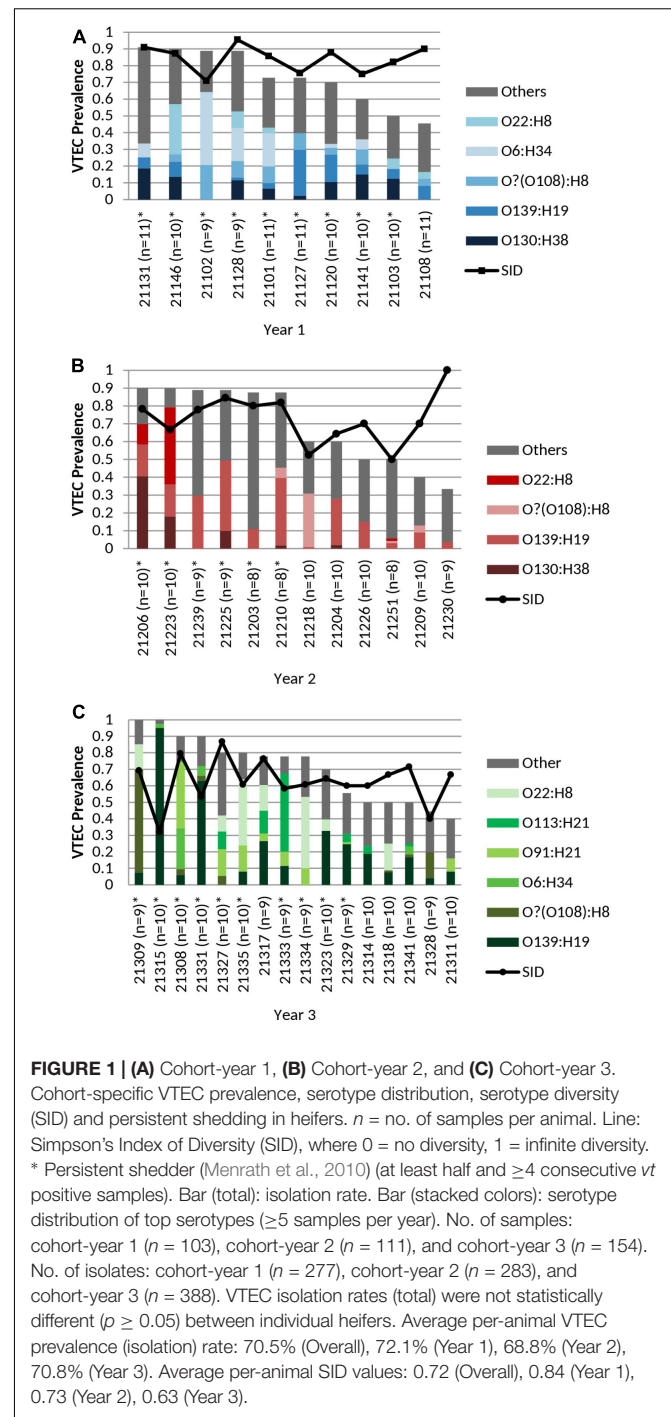 A
VTEC Prevalence
1
0.9
0.8
0.7
0.6
0.5
0.4
0.3
0.2
0.1
0
21131 (n=11)*
21146 (n=10)*
21102 (n=9)*
21128 (n=9)*
21101 (n=11)*
21127 (n=11)*
21120 (n=10)*
21141 (n=10)*
21103 (n=10)*
21108 (n=11)
Year 1
Others
O22:H8
O6:H34
O?(O108):H8
O139:H19
O130:H38
SID
B
VTEC Prevalence
1
0.9
0.8
0.7
0.6
0.5
0.4
0.3
0.2
0.1
0
21206 (n=10)*
21223 (n=10)*
21239 (n=9)*
21225 (n=9)*
21203 (n=8)*
21210 (n=8)*
21218 (n=10)
21204 (n=10)
21226 (n=10)
21251 (n=8)
21209 (n=10)
21230 (n=9)
Year 2
Others
O22:H8
O?(O108):H8
O139:H19
O130:H38
SID
C
VTEC Prevalence
1
0.9
0.8
0.7
0.6
0.5
0.4
0.3
0.2
0.1
0
21309 (n=9)*
21315 (n=10)*
21308 (n=10)*
21331 (n=10)*
21327 (n=10)*
21335 (n=10)*
21317 (n=9)*
21333 (n=9)*
21334 (n=9)*
21323 (n=10)*
21329 (n=9)*
21314 (n=10)
21318 (n=10)
21341 (n=10)
21328 (n=9)
21311 (n=10)
Year 3
Other
O22:H8
O113:H21
O91:H21
O6:H34
O?(O108):H8
O139:H19
SID
FIGURE 1 | (A) Cohort-year 1, (B) Cohort-year 2, and (C) Cohort-year 3.
Cohort-specific VTEC prevalence, serotype distribution, serotype diversity
(SID) and persistent shedding in heifers. n = no. of samples per animal. Line:
Simpson's Index of Diversity (SID), where 0 = no diversity, 1 = infinite diversity.
* Persistent shedder (Menrath et al., 2010) (at least half and ≥4 consecutive vt
positive samples). Bar (total): isolation rate. Bar (stacked colors): serotype
distribution of top serotypes (≥5 samples per year). No. of samples:
cohort-year 1 (n = 103), cohort-year 2 (n = 111), and cohort-year 3 (n = 154).
No. of isolates: cohort-year 1 (n = 277), cohort-year 2 (n = 283), and
cohort-year 3 (n = 388). VTEC isolation rates (total) were not statistically
different (p ≥ 0.05) between individual heifers. Average per-animal VTEC
prevalence (isolation) rate: 70.5% (Overall), 72.1% (Year 1), 68.8% (Year 2),
70.8% (Year 3). Average per-animal SID values: 0.72 (Overall), 0.84 (Year 1),
0.73 (Year 2), 0.63 (Year 3).